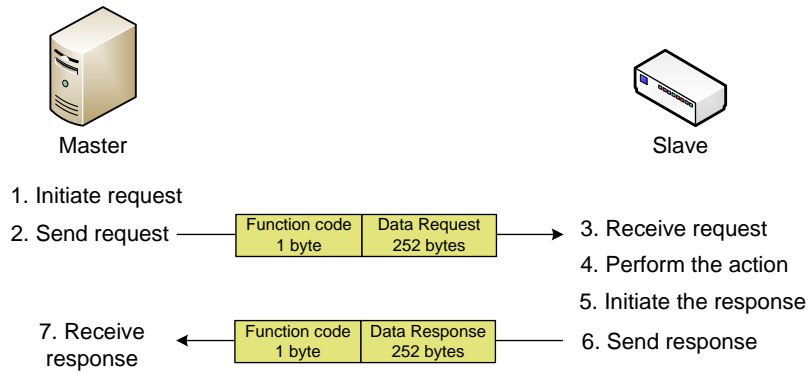 Master
Slave
1. Initiate request
2. Send request
Function code
1 byte
Data Request
252 bytes
3. Receive request
4. Perform the action
5. Initiate the response
6. Send response
Function code
1 byte
Data Response
252 bytes
7. Receive
response